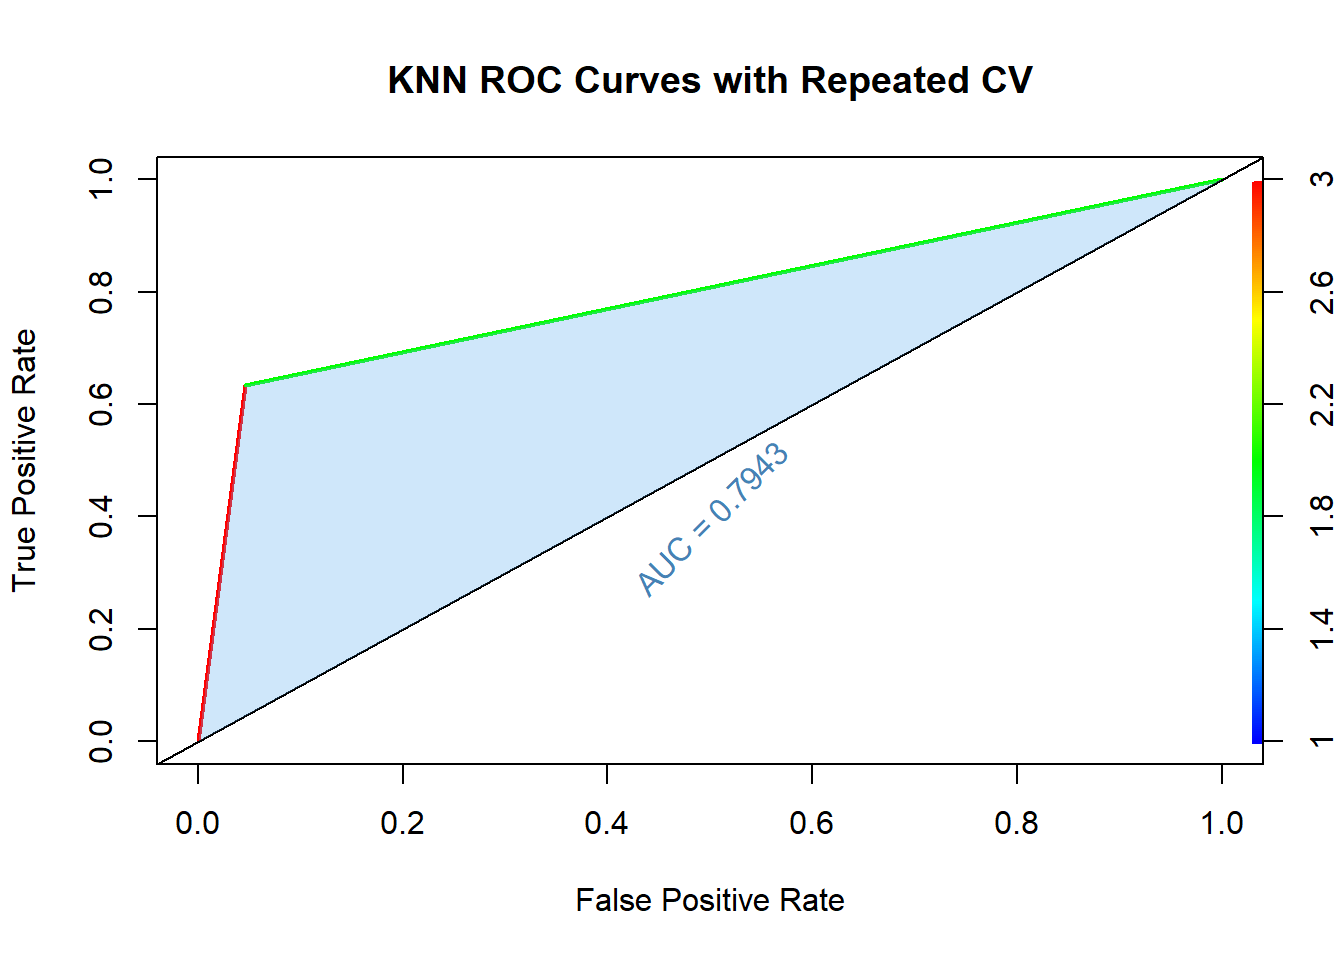 KNN ROC Curves with Repeated CV
True Positive Rate
1.0
0.8
0.6
0.4
0.2
0.0
AUC = 0.7943
3
2.6
2.2
1.8
1.4
1
0.0 0.2 0.4 0.6 0.8 1.0
False Positive Rate